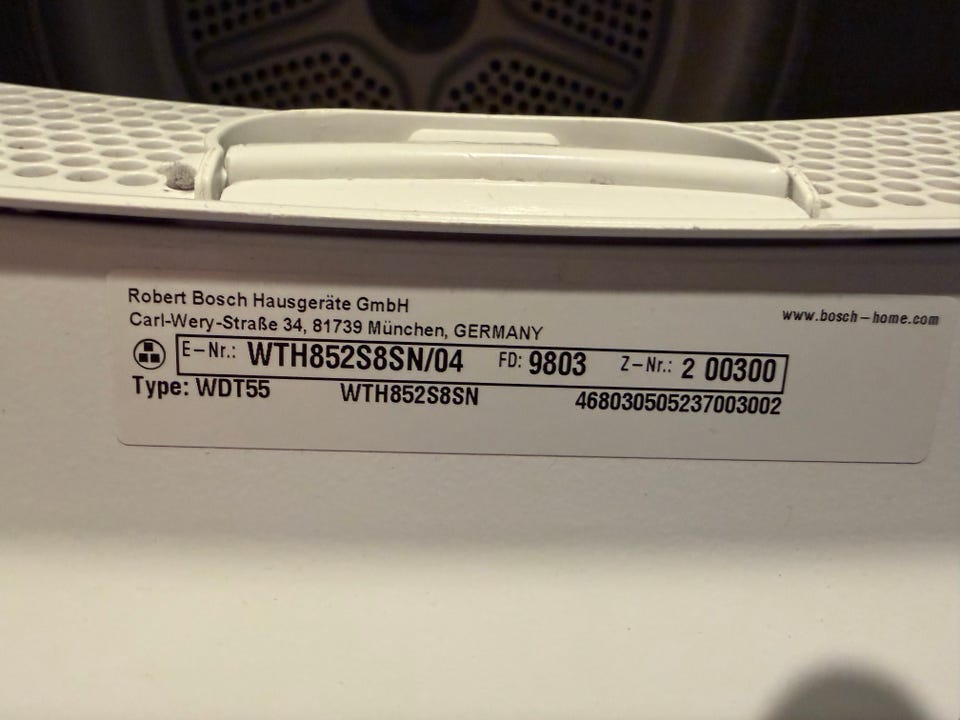 Robert Bosch Hausgeräte GmbH
Carl-Wery-Straße 34, 81739 München, GERMANY
www.bosch-home.com
E-Nr.: WTH852S8SN/04 FD: 9803 Z-Nr.: 2 00300
Type: WDT55 WTH852S8SN 468030505237003002